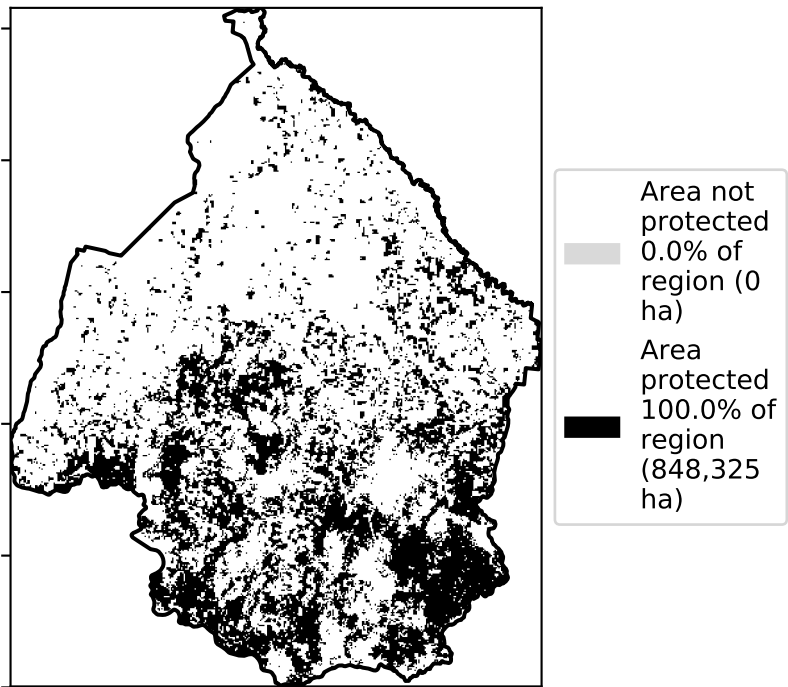 Area not
protected
0.0% of
region (0
ha)
Area
protected
100.0% of
region
(848,325
ha)